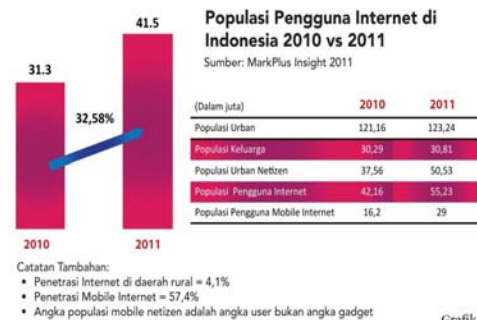 Populasi Pengguna Internet di
Indonesia 2010 vs 2011
Sumber: MarkPlus Insight 2011
41.5
31.3
32,58%
2010
2011
(Dalam juta) 2010 2011
Populasi Urban 121,16 123,24
Populasi Keluarga 30,29 30,81
Populasi Urban Netizen 37,56 50,53
Populasi Pengguna Internet 42,16 55,23
Populasi Pengguna Mobile Internet 16,2 29
Catatan Tambahan:
• Penetrasi Internet di daerah rural = 4,1%
• Penetrasi Mobile Internet = 57,4%
• Angka populasi mobile netizen adalah angka user bukan angka gadget
Grafik